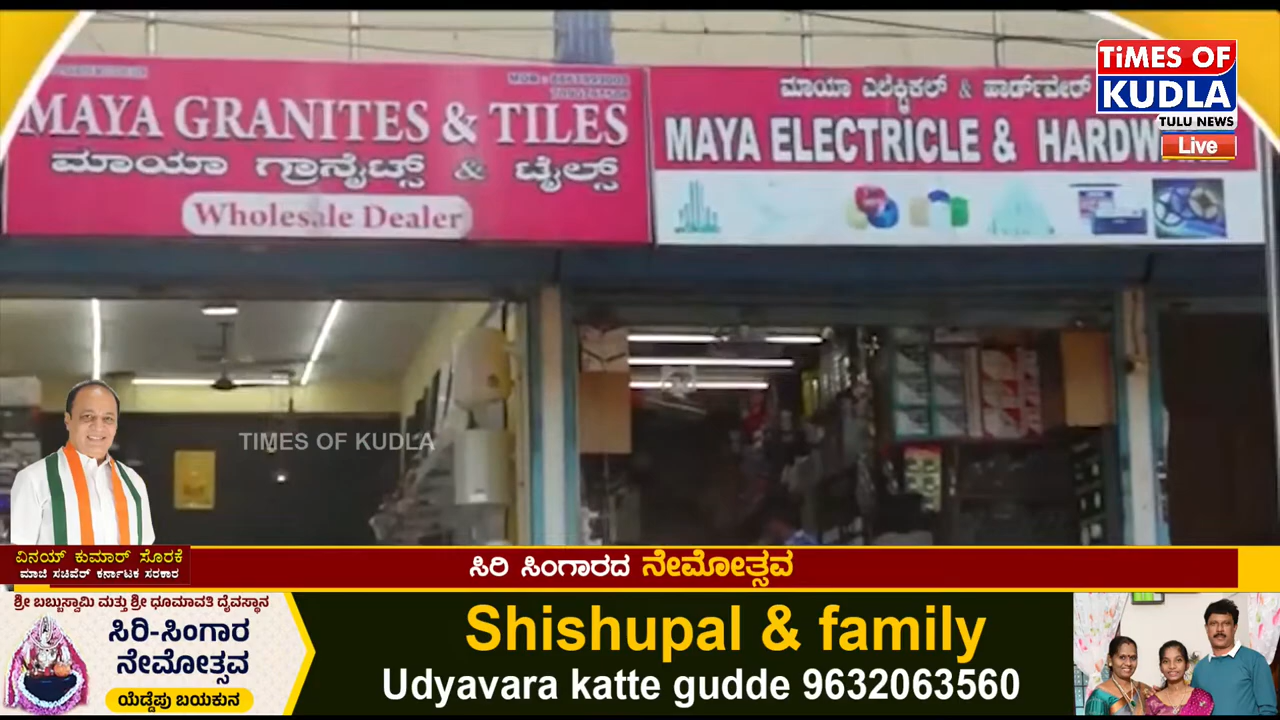 MAYA GRANITES & TILES
ಮಾಯಾ ಗ್ರಾನೈಟ್ಸ್ & ಟೈಲ್ಸ್
Wholesale Dealer
ಮಾಯಾ ಎಲೆಕ್ಟ್ರಿಕಲ್ & ಹಾರ್ಡ್‌ವೇರ್
MAYA ELECTRICLE &
TiMES OF
KUDLA
TULU NEWS
Live
TIMES OF KUDLA
ವಿನಯ್ ಕುಮಾರ್ ಸೊರಕೆ
ಮಾಜಿ ಸಚಿವೆರ್ ಕರ್ನಾಟಕ ಸರಕಾರ
ಸಿರಿ ಸಿಂಗಾರದ ನೇಮೋತ್ಸವ
ಶ್ರೀ ಬಬ್ಬುಸ್ವಾಮಿ ಮತ್ತು ಶ್ರೀ ಧೂಮಾವತಿ ದೈವಸ್ಥಾನ
ಸಿರಿ-ಸಿಂಗಾರ
ನೇಮೋತ್ಸವ
ಯೆಡ್ಡೆಪು ಬಯಕುನ
Shishupal & family
Udyavara katte gudde 9632063560